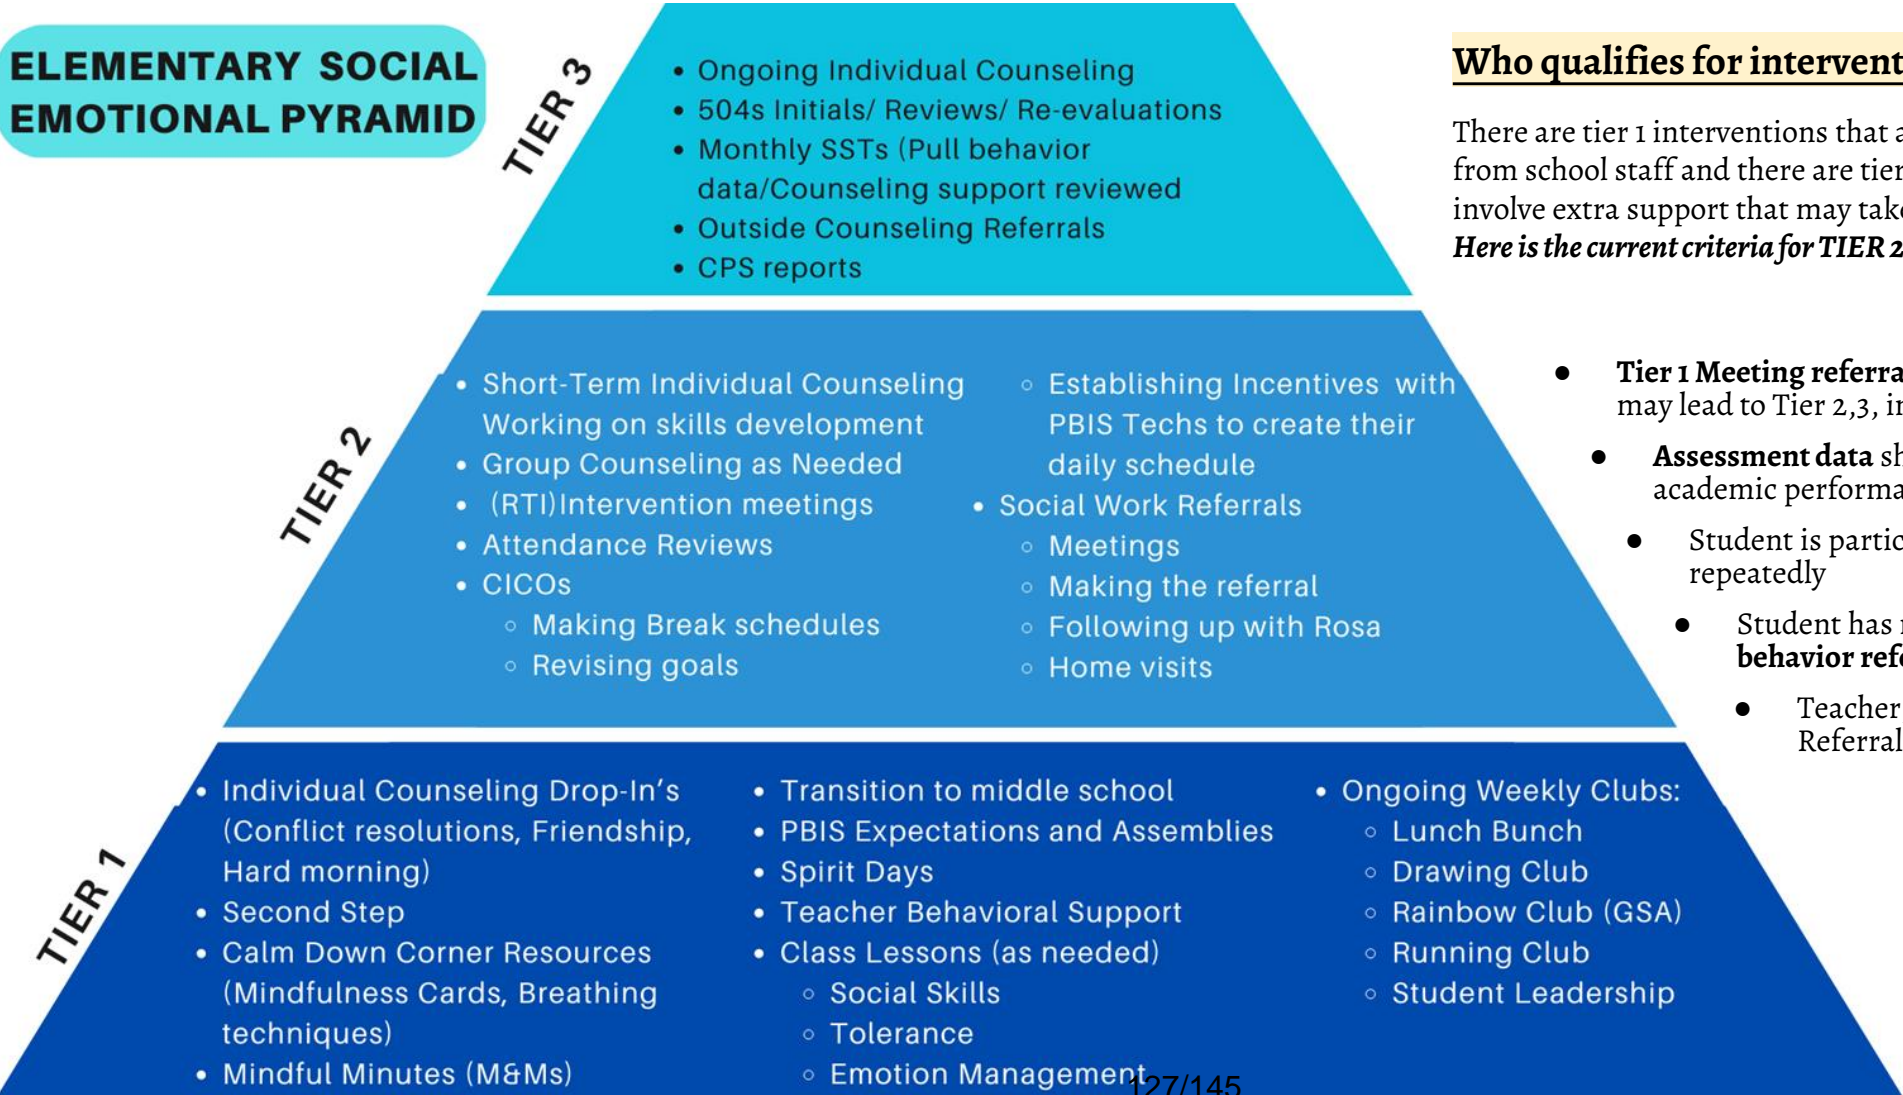 ELEMENTARY SOCIAL
EMOTIONAL PYRAMID
TIER 3
• Ongoing Individual Counseling
• 504s Initials/ Reviews/ Re-evaluations
• Monthly SSTs (Pull behavior
data/Counseling support reviewed
• Outside Counseling Referrals
• CPS reports
TIER 2
• Short-Term Individual Counseling
Working on skills development
• Group Counseling as Needed
• (RTI)Intervention meetings
• Attendance Reviews
• CICOs
◦ Making Break schedules
◦ Revising goals
◦ Establishing Incentives with
PBIS Techs to create their
daily schedule
• Social Work Referrals
◦ Meetings
◦ Making the referral
◦ Following up with Rosa
◦ Home visits
TIER 1
• Individual Counseling Drop-In's
(Conflict resolutions, Friendship,
Hard morning)
• Second Step
• Calm Down Corner Resources
(Mindfulness Cards, Breathing
techniques)
• Mindful Minutes (M&Ms)
• Transition to middle school
• PBIS Expectations and Assemblies
• Spirit Days
• Teacher Behavioral Support
• Class Lessons (as needed)
◦ Social Skills
◦ Tolerance
◦ Emotion Management
• Ongoing Weekly Clubs:
◦ Lunch Bunch
◦ Drawing Club
◦ Rainbow Club (GSA)
◦ Running Club
◦ Student Leadership
Who qualifies for
There are tier 1 interventions that
from school staff and there are
involve extra support that may
Here is the current criteria for TIER 2
● Tier 1 Meeting
may lead to Tier 2,3,
● Assessment data
academic
● Student is
repeatedly
● Student has
behavior
● Teacher
Referral
127/145